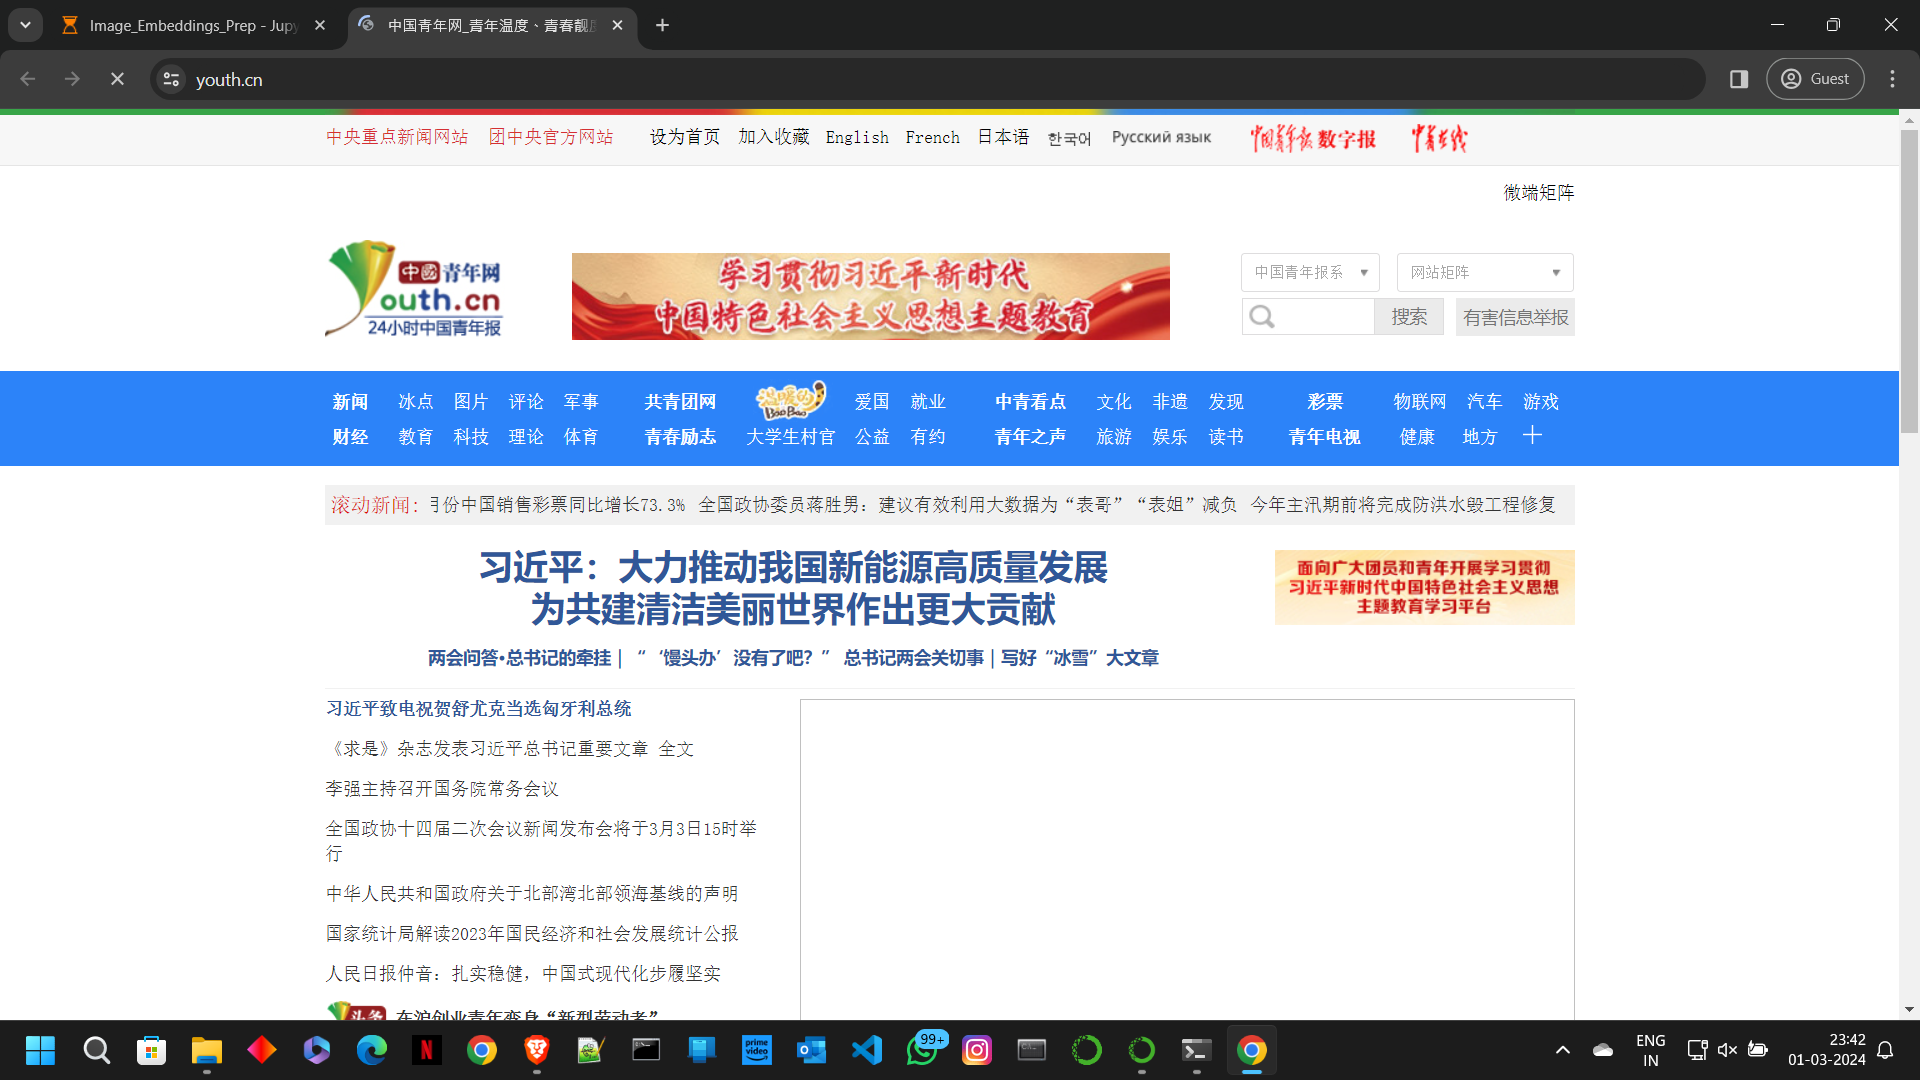 Image_Embeddings_Prep - Jupy
中国青年网_青年温度、青春靓度
youth.cn
Guest
中央重点新闻网站 团中央官方网站 设为首页 加入收藏 English French 日本语 한국어 Русский язык 中国青年报 数字报 中青在线
微端矩阵
中國青年网
outh.cn
24小时中国青年报
学习贯彻习近平新时代
中国特色社会主义思想主题教育
中国青年报系 网站矩阵
搜索 有害信息举报
新闻 冰点 图片 评论 军事 共青团网 温暖的BaoBao 爱国 就业 中青看点 文化 非遗 发现 彩票 物联网 汽车 游戏
财经 教育 科技 理论 体育 青春励志 大学生村官 公益 有约 青年之声 旅游 娱乐 读书 青年电视 健康 地方
滚动新闻：月份中国销售彩票同比增长73.3% 全国政协委员蒋胜男：建议有效利用大数据为“表哥”“表姐”减负 今年主汛期前将完成防洪水毁工程修复
习近平：大力推动我国新能源高质量发展
为共建清洁美丽世界作出更大贡献
面向广大团员和青年开展学习贯彻
习近平新时代中国特色社会主义思想
主题教育学习平台
两会问答·总书记的牵挂｜“‘馒头办’没有了吧？” 总书记两会关切事｜写好“冰雪”大文章
习近平致电祝贺舒尤克当选匈牙利总统
《求是》杂志发表习近平总书记重要文章 全文
李强主持召开国务院常务会议
全国政协十四届二次会议新闻发布会将于3月3日15时举
行
中华人民共和国政府关于北部湾北部领海基线的声明
国家统计局解读2023年国民经济和社会发展统计公报
人民日报仲音：扎实稳健，中国式现代化步履坚实
头条 在沪创业青年变身“新型劳动者”
prime video
99+
ENG
IN
23:42
01-03-2024